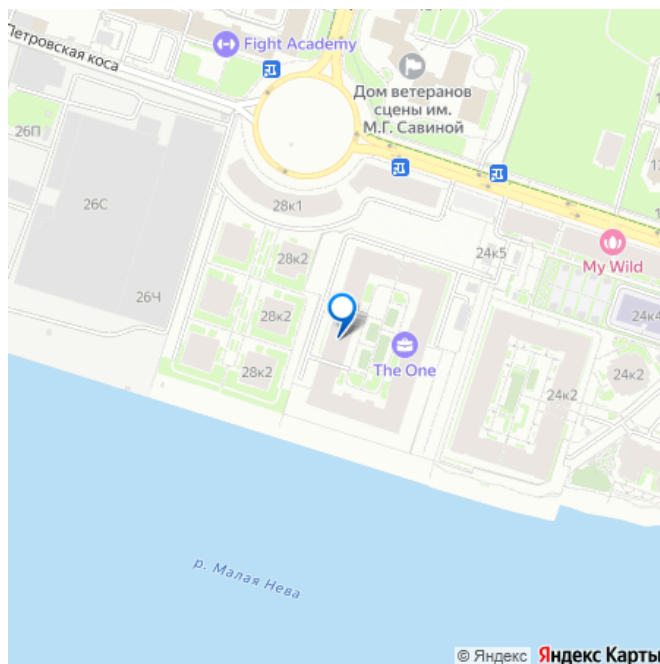 Петровская коса
Fight Academy
Дом ветеранов
сцены им.
М.Г. Савиной
26П
26С
28к1
26Ч
28к2
28к2
28к2
24к5
My Wild
24к4
The One
24к2
24к2
р. Малая Нева
© Яндекс Яндекс Карты